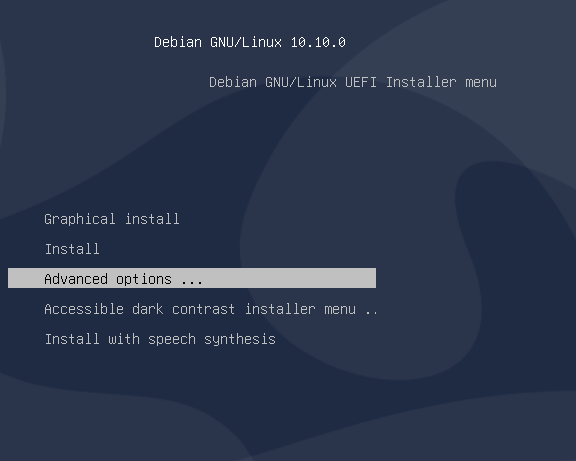 Debian GNU/Linux 10.10.0
Debian GNU/Linux UEFI Installer menu
Graphical install
Install
Advanced options ...
Accessible dark contrast installer menu ..
Install with speech synthesis